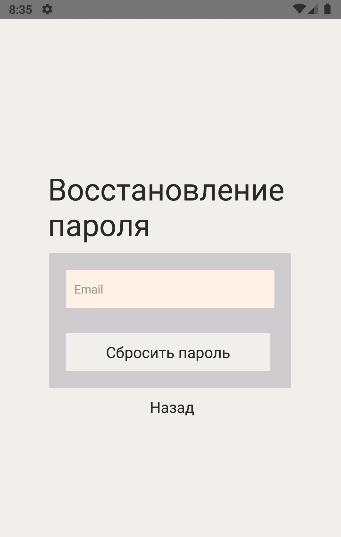 8:35
Восстановление
пароля
Email
Сбросить пароль
Назад